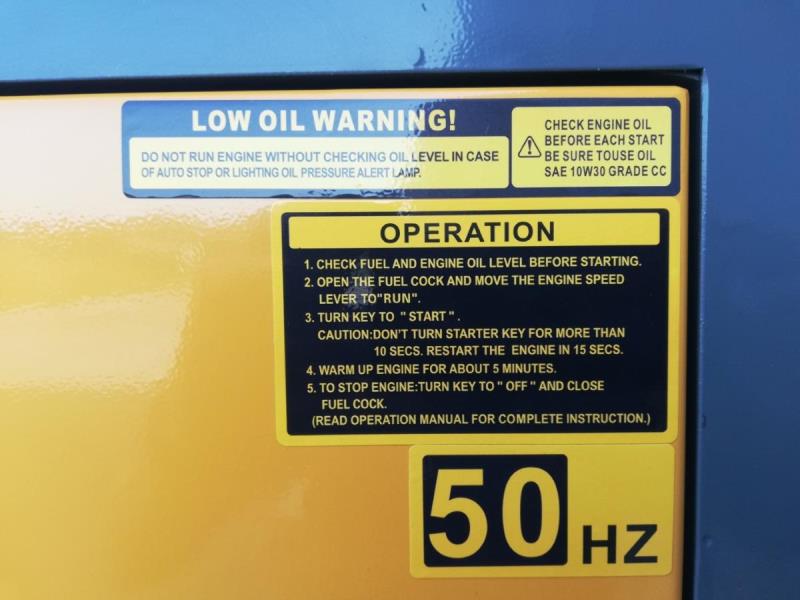 LOW OIL WARNING!
DO NOT RUN ENGINE WITHOUT CHECKING OIL LEVEL IN CASE
OF AUTO STOP OR LIGHTING OIL PRESSURE ALERT LAMP.
CHECK ENGINE OIL
BEFORE EACH START
BE SURE TOUSE OIL
SAE 10W30 GRADE CC
OPERATION
1. CHECK FUEL AND ENGINE OIL LEVEL BEFORE STARTING.
2. OPEN THE FUEL COCK AND MOVE THE ENGINE SPEED
LEVER TO"RUN".
3. TURN KEY TO "START".
CAUTION:DON'T TURN STARTER KEY FOR MORE THAN
10 SECS. RESTART THE ENGINE IN 15 SECS.
4. WARM UP ENGINE FOR ABOUT 5 MINUTES.
5. TO STOP ENGINE:TURN KEY TO "OFF" AND CLOSE
FUEL COCK.
(READ OPERATION MANUAL FOR COMPLETE INSTRUCTION.)
50 HZ